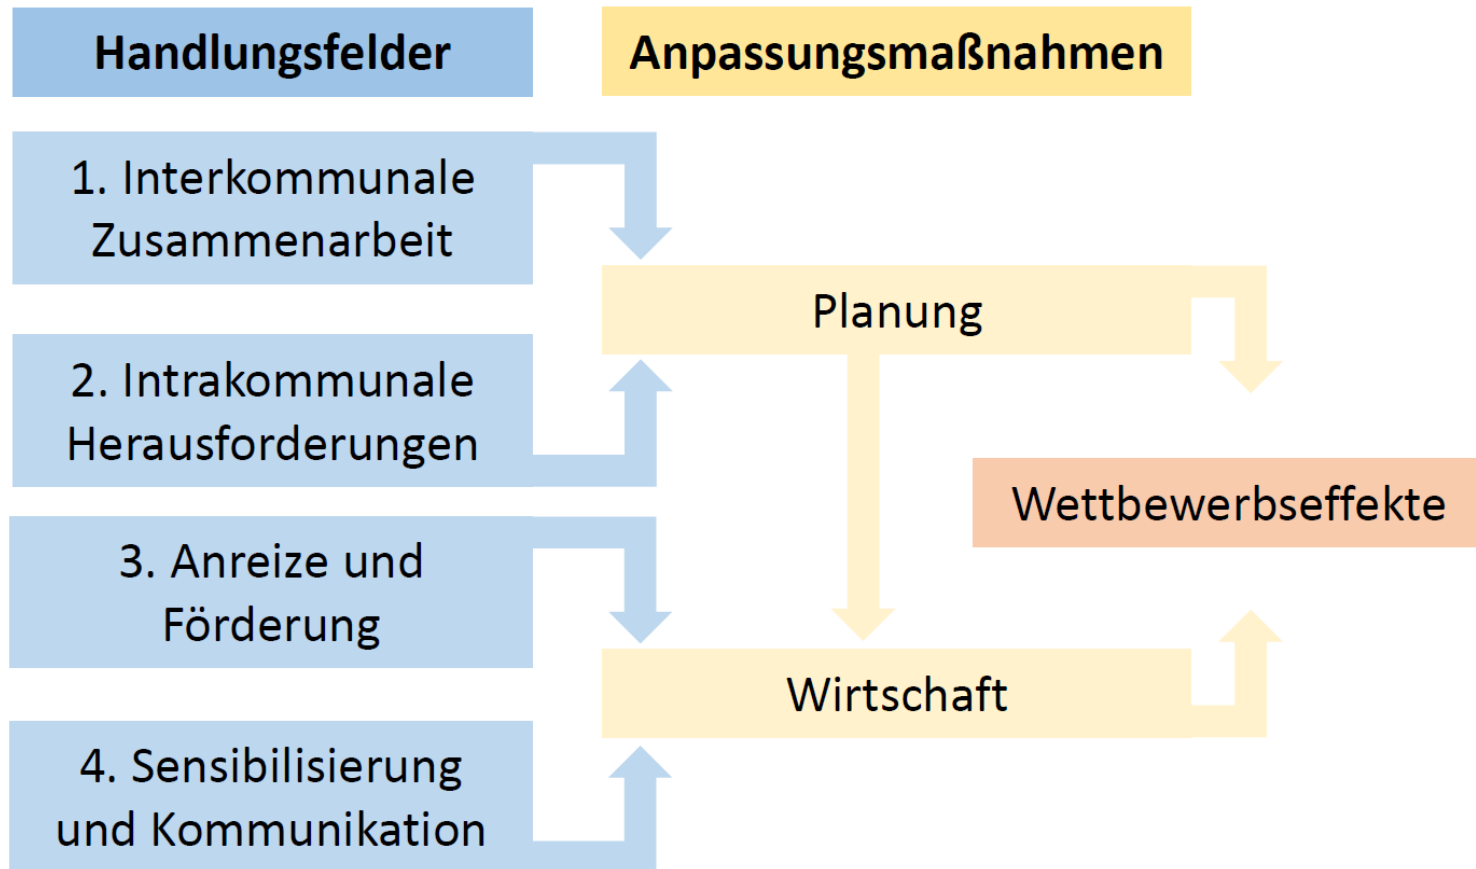 Handlungsfelder
Anpassungsmaßnahmen
1. Interkommunale
Zusammenarbeit
Planung
2. Intrakommunale
Herausforderungen
Wettbewerbseffekte
3. Anreize und
Förderung
Wirtschaft
4. Sensibilisierung
und Kommunikation